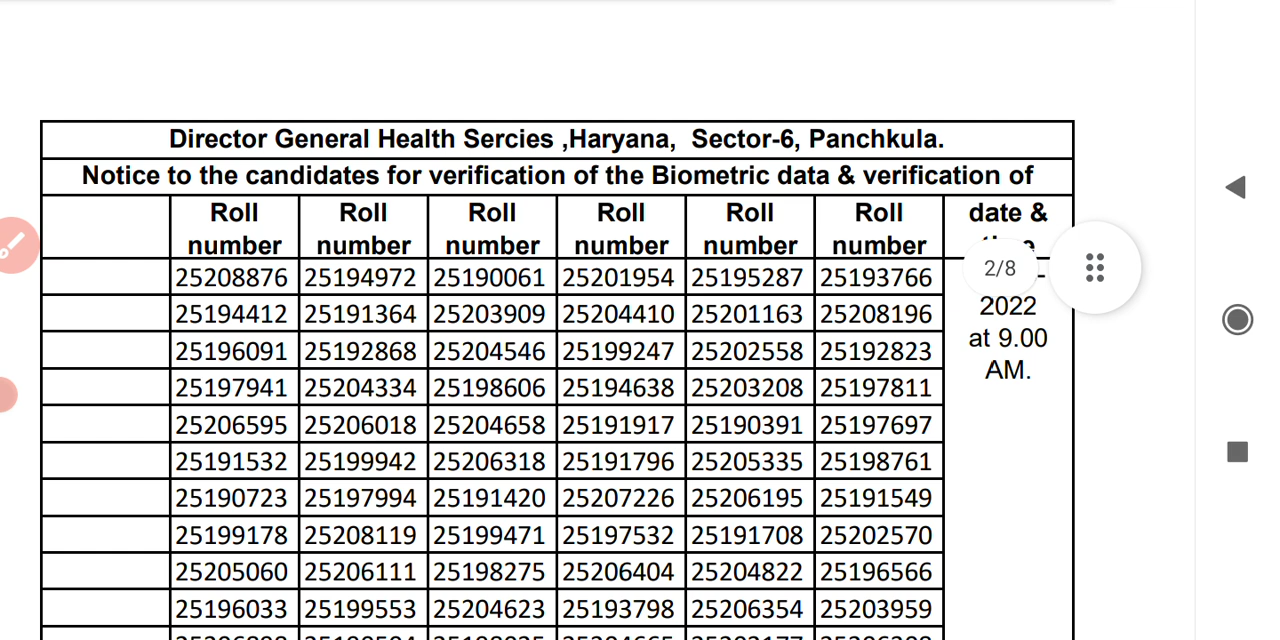 Director General Health Sercies ,Haryana, Sector-6, Panchkula.
Notice to the candidates for verification of the Biometric data & verification of
Roll number Roll number Roll number Roll number Roll number Roll number date &
2/8
25208876 25194972 25190061 25201954 25195287 25193766
2022
25194412 25191364 25203909 25204410 25201163 25208196
at 9.00
25196091 25192868 25204546 25199247 25202558 25192823
AM.
25197941 25204334 25198606 25194638 25203208 25197811
25206595 25206018 25204658 25191917 25190391 25197697
25191532 25199942 25206318 25191796 25205335 25198761
25190723 25197994 25191420 25207226 25206195 25191549
25199178 25208119 25199471 25197532 25191708 25202570
25205060 25206111 25198275 25206404 25204822 25196566
25196033 25199553 25204623 25193798 25206354 25203959